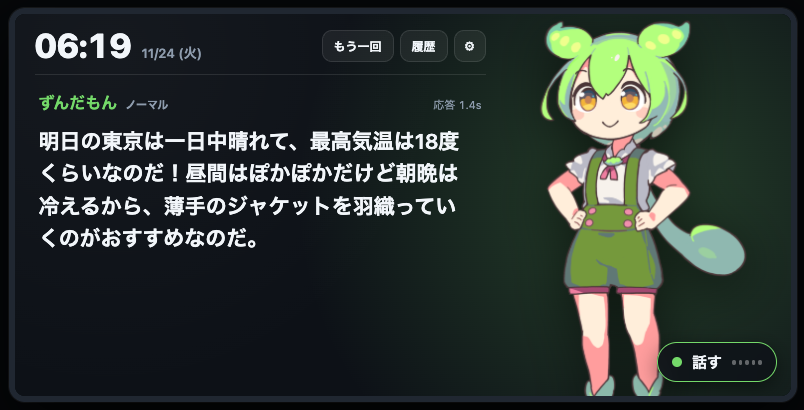 06:19 11/24 (火) もう一回 履歴
ずんだもん ノーマル 応答 1.4s
明日の東京は一日中晴れて、最高気温は18度
くらいなのだ！昼間はぽかぽかだけど朝晩は
冷えるから、薄手のジャケットを羽織ってい
くのがおすすめなのだ。
話す